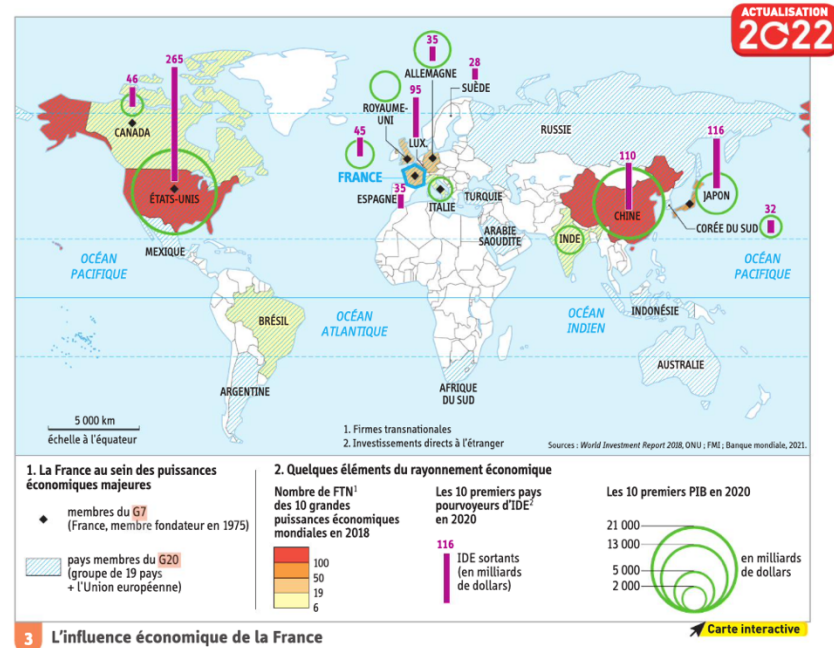 ACTUALISATION
2022
265
46
CANADA
ÉTATS-UNIS
MEXIQUE
OCÉAN
PACIFIQUE
BRÉSIL
ARGENTINE
OCÉAN
ATLANTIQUE
35
ALLEMAGNE
28
SUÈDE
ROYAUME-
UNI
95
LUX.
45
FRANCE
ESPAGNE
35
ITALIE
TURQUIE
ARABIE
SAOUDITE
AFRIQUE
DU SUD
RUSSIE
110
CHINE
116
JAPON
32
CORÉE DU SUD
INDE
OCÉAN
PACIFIQUE
OCÉAN
INDIEN
INDONÉSIE
AUSTRALIE
5 000 km
échelle à l'équateur
1. Firmes transnationales
2. Investissements directs à l'étranger
Sources : World Investment Report 2018, ONU ; FMI ; Banque mondiale, 2021.
1. La France au sein des puissances
économiques majeures
membres du G7
(France, membre fondateur en 1975)
pays membres du G20
(groupe de 19 pays
+ l'Union européenne)
2. Quelques éléments du rayonnement économique
Nombre de FTN1
des 10 grandes
puissances économiques
mondiales en 2018
100
50
19
6
Les 10 premiers pays
pourvoyeurs d'IDE2
en 2020
116
IDE sortants
(en milliards
de dollars)
Les 10 premiers PIB en 2020
21 000
13 000
5 000
2 000
en milliards
de dollars
3 L'influence économique de la France
Carte interactive